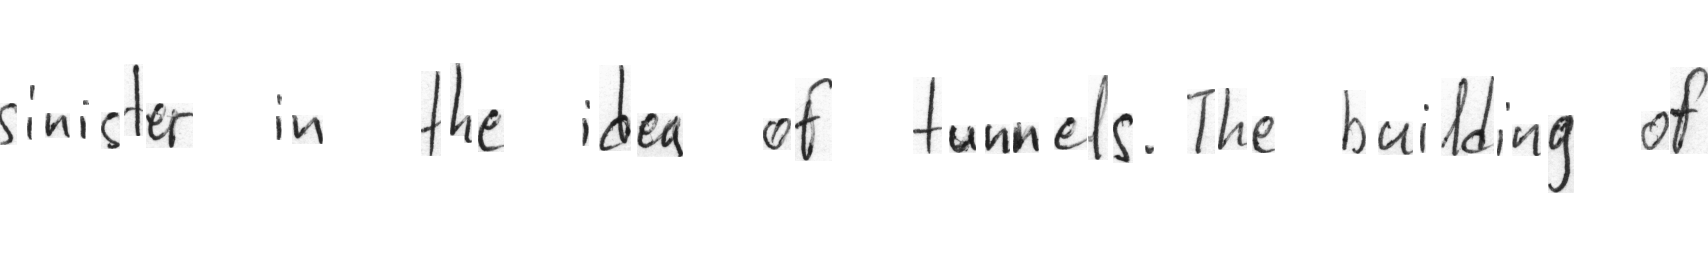 sinister in the idea of tunnels. The building of